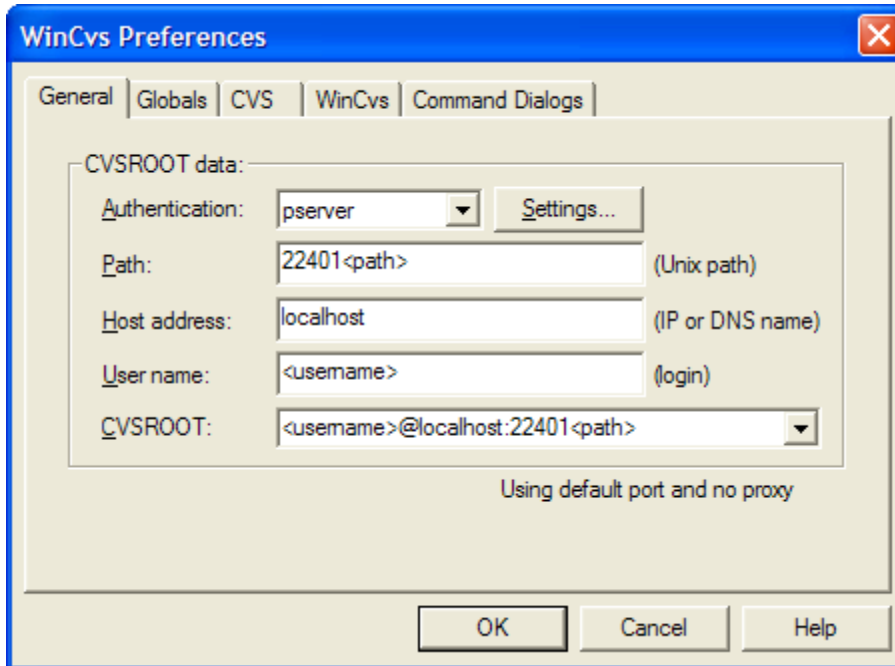 WinCvs Preferences
General Globals CVS WinCvs Command Dialogs
CVSROOT data:
Authentication: pserver Settings...
Path: 22401<path> (Unix path)
Host address: localhost (IP or DNS name)
User name: <username> (login)
CVSROOT: <username>@localhost:22401<path>
Using default port and no proxy
OK Cancel Help